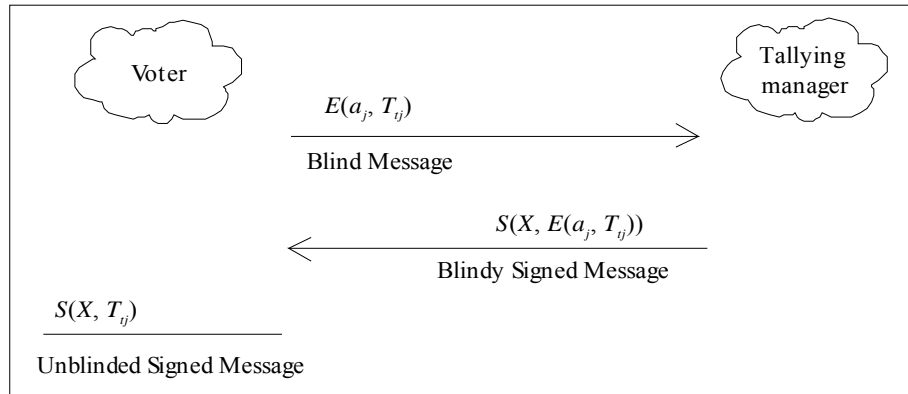 Voter
Tallying
manager
E(a_j, T_tj)
Blind Message
S(X, E(a_j, T_tj))
Blindy Signed Message
S(X, T_tj)
Unblinded Signed Message